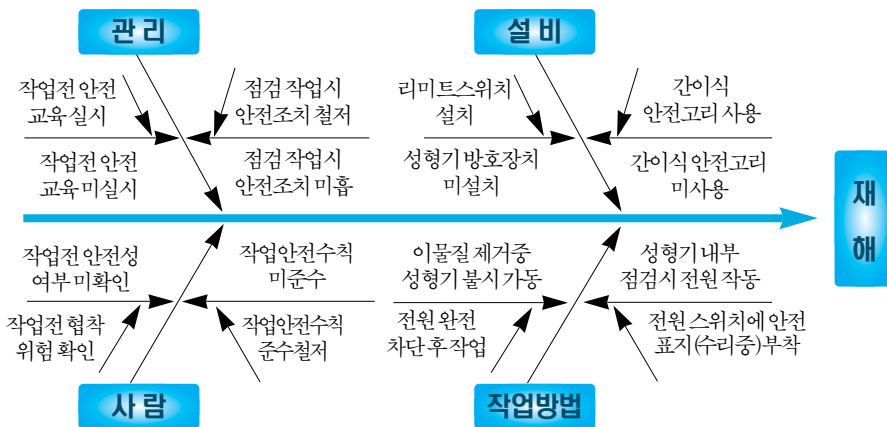 관리
설비
작업전 안전
교육 실시
점검 작업시
안전조치 철저
리미트스위치
설치
간이식
안전고리 사용
작업전 안전
교육 미실시
점검 작업시
안전조치 미흡
성형기 방호장치
미설치
간이식 안전고리
미사용
재
해
작업전 안전성
여부 미확인
작업안전수칙
미준수
이물질 제거중
성형기 불시 가동
성형기 내부
점검시 전원 작동
작업전 협착
위험 확인
작업안전수칙
준수철저
전원 완전
차단 후 작업
전원 스위치에 안전
표지(수리중) 부착
사람
작업방법